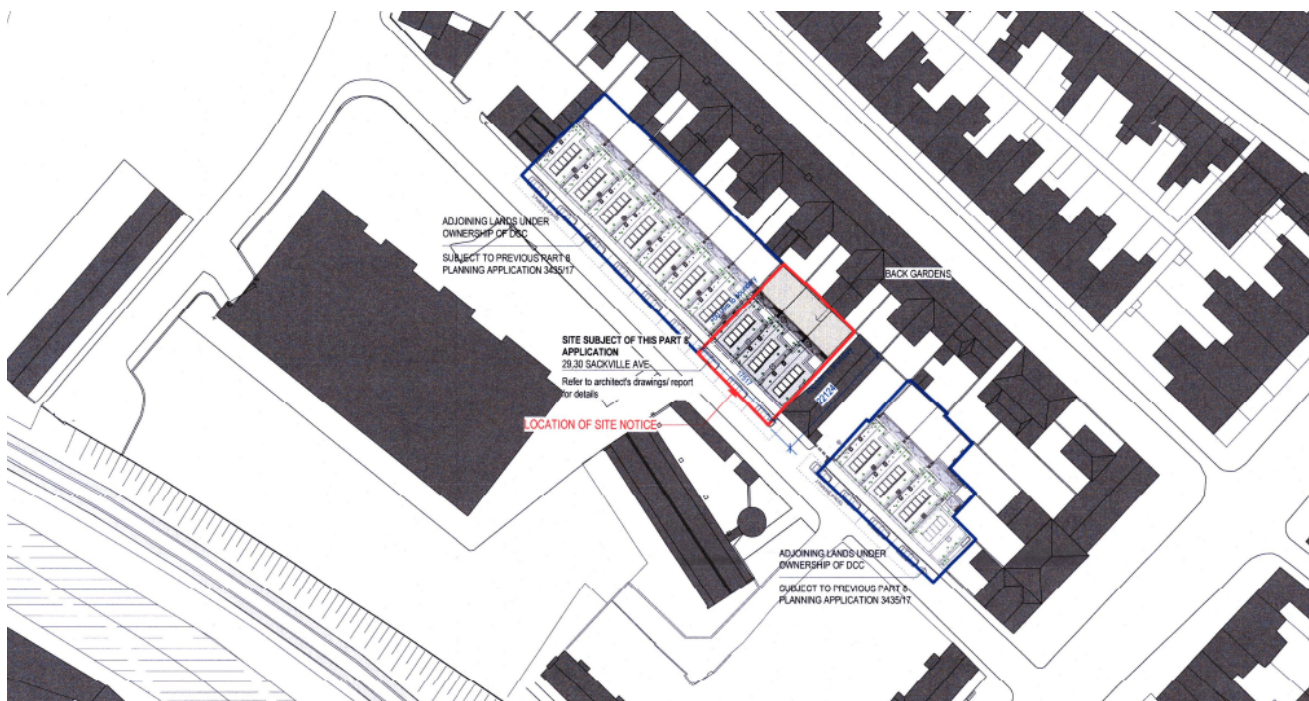 ADJOINING LANDS UNDER
OWNERSHIP OF DCC
SUBJECT TO PREVIOUS PART 8
PLANNING APPLICATION 3435/17
BACK GARDENS
SITE SUBJECT OF THIS PART 8
APPLICATION
29,30 SACKVILLE AVE
Refer to architect's drawings/ report
for details
LOCATION OF SITE NOTICE
ADJOINING LANDS UNDER
OWNERSHIP OF DCC
SUBJECT TO PREVIOUS PART 8
PLANNING APPLICATION 3435/17